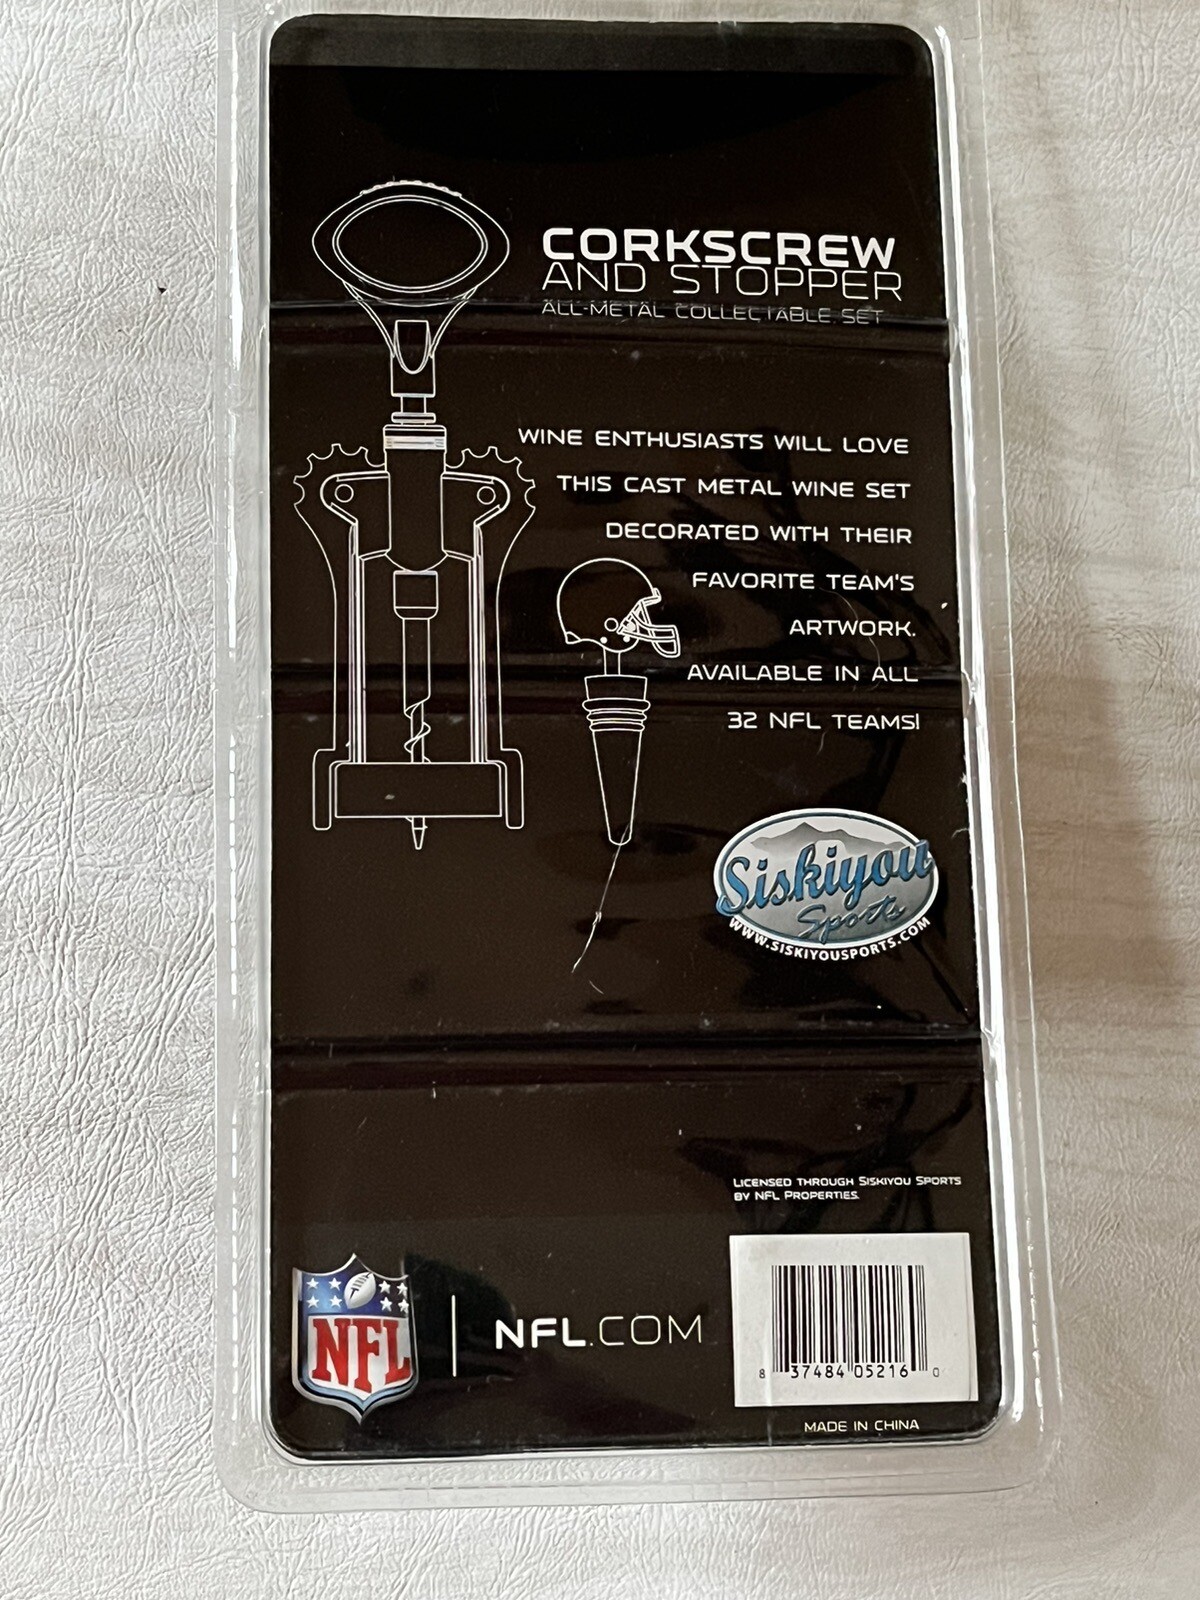 CORKSCREW
AND STOPPER
ALL-METAL COLLECTABLE SET
WINE ENTHUSIASTS WILL LOVE
THIS CAST METAL WINE SET
DECORATED WITH THEIR
FAVORITE TEAM'S
ARTWORK.
AVAILABLE IN ALL
32 NFL TEAMS!
Siskiyou
Sports
WWW.SISKIYOUSPORTS.COM
LICENSED THROUGH SISKIYOU SPORTS
BY NFL PROPERTIES.
NFL
NFL.COM
8 37484 05216 0
MADE IN CHINA